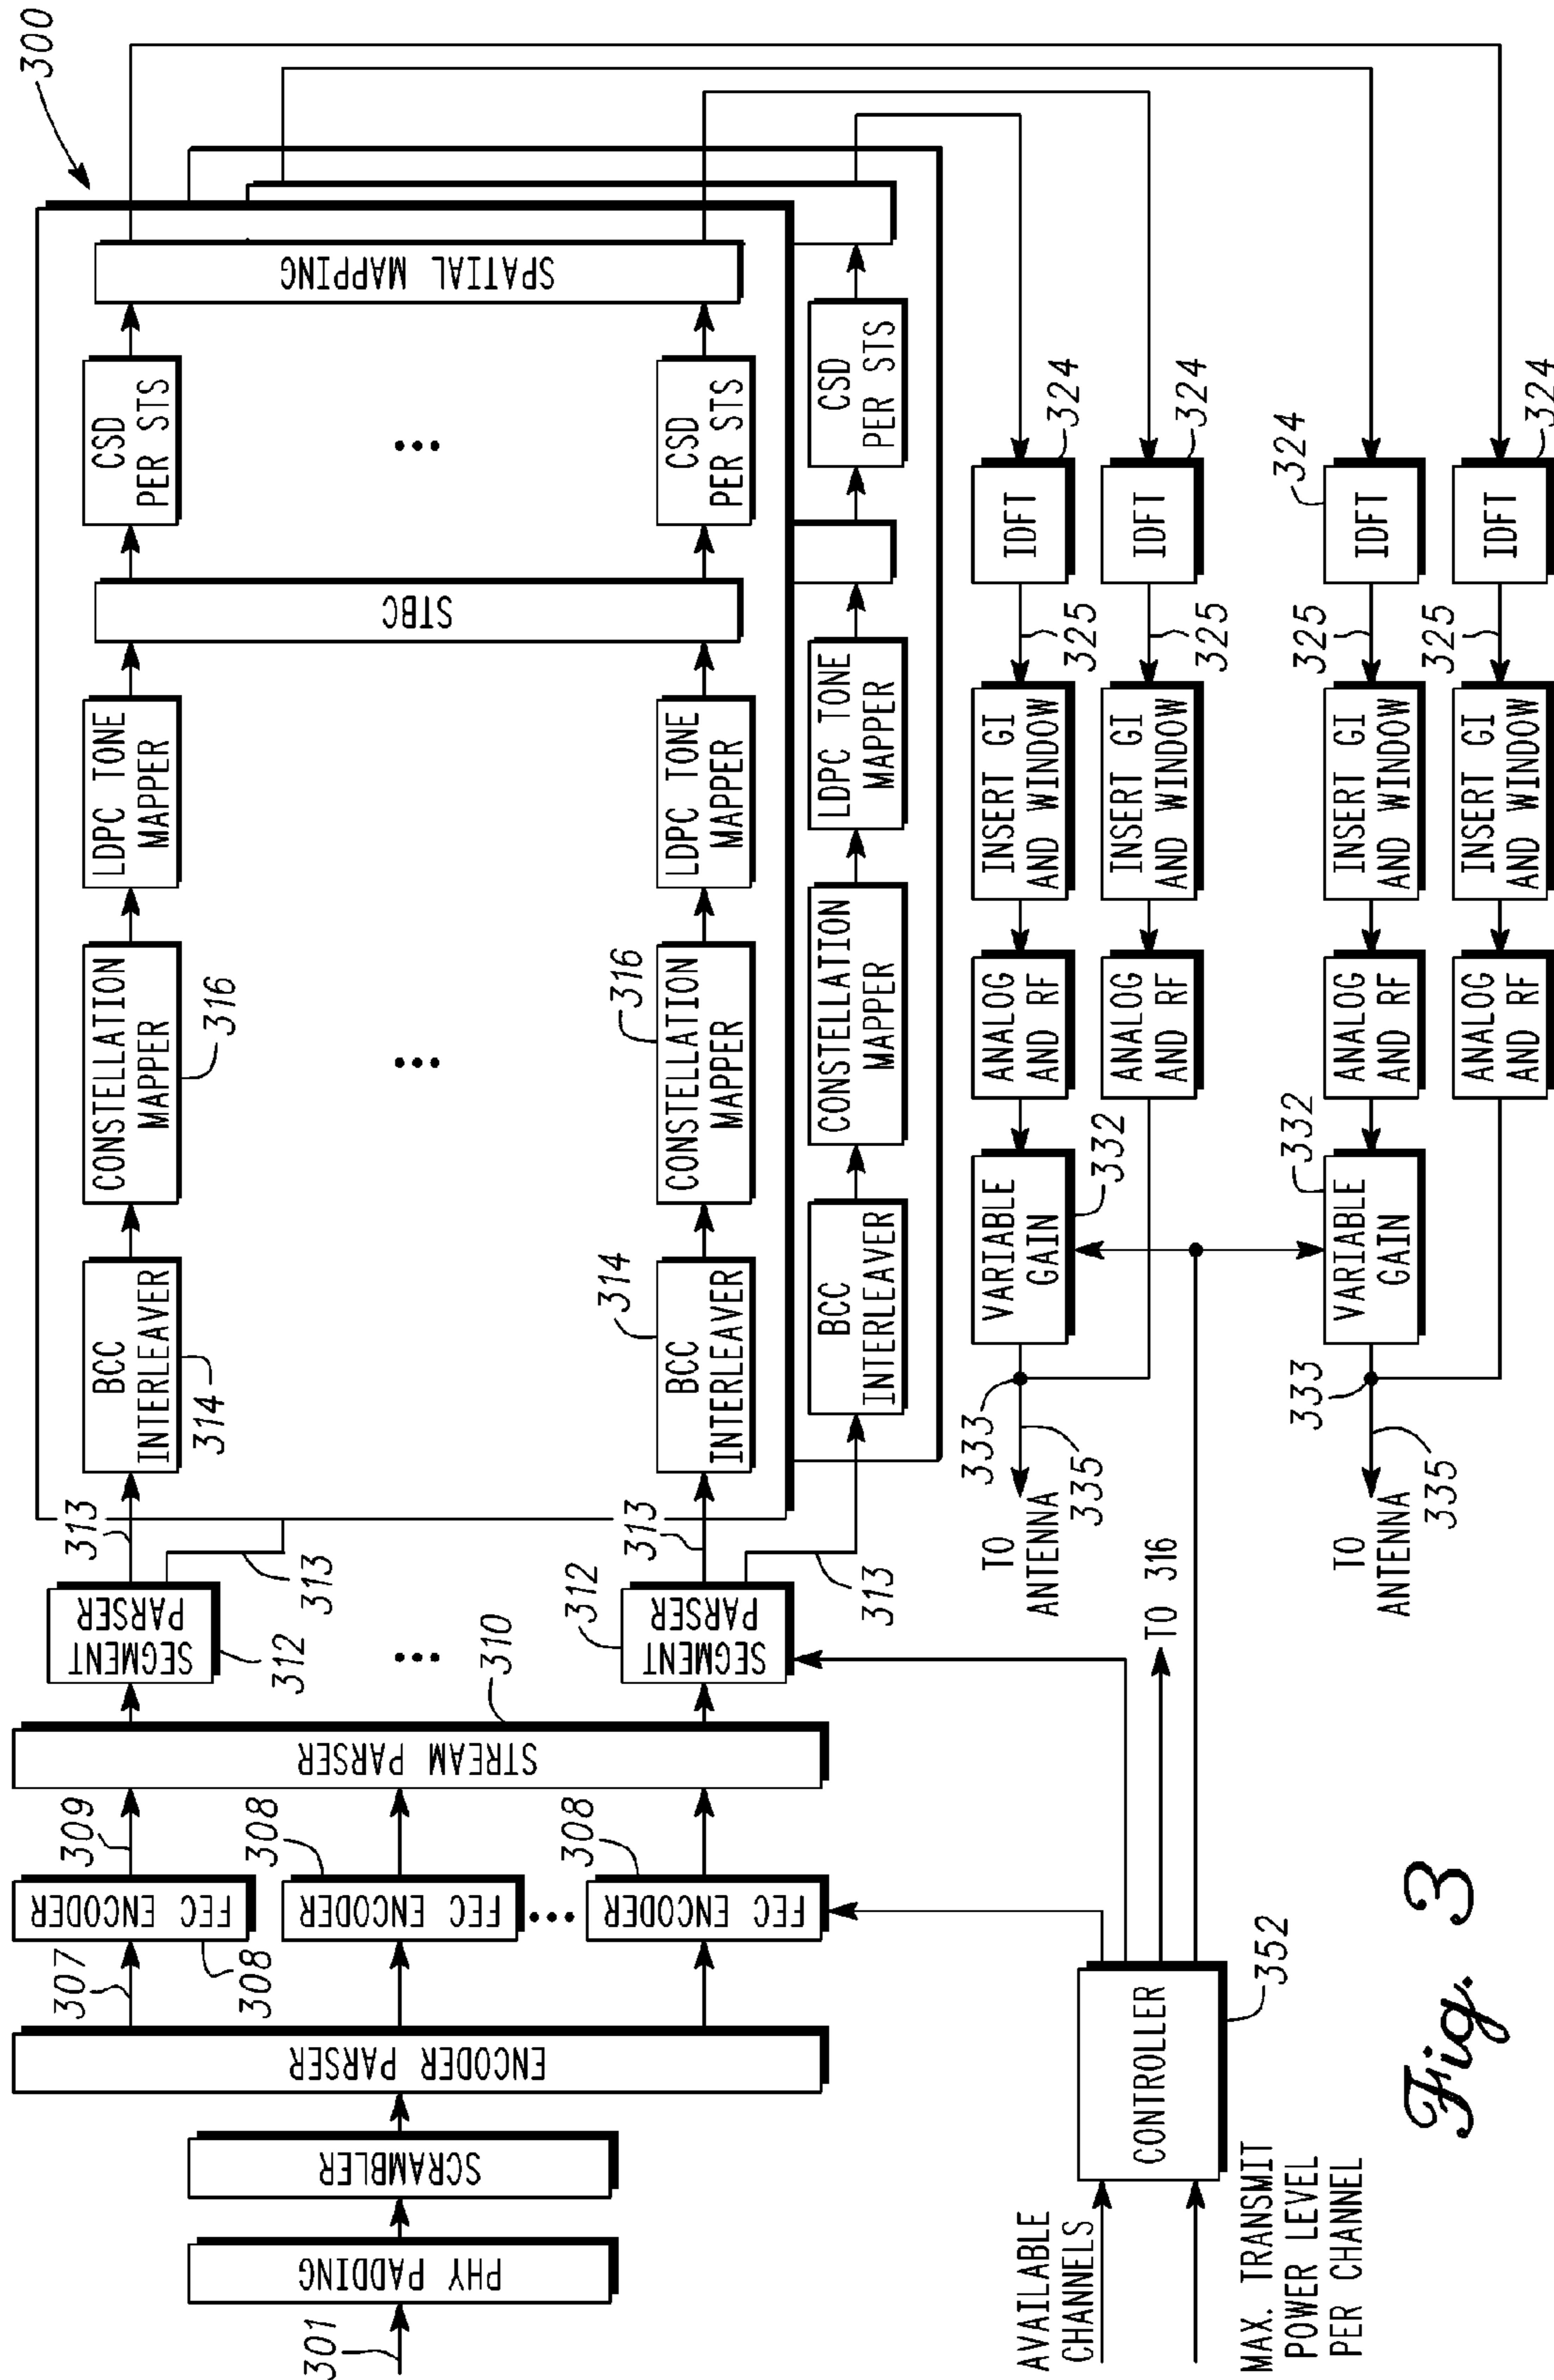 300
301
PHY PADDING
SCRAMBLER
ENCODER PARSER
307
FEC ENCODER
308
309
FEC ENCODER
308
FEC ENCODER
308
STREAM PARSER
310
SEGMENT
PARSER
312
313
313
SEGMENT
PARSER
312
313
313
BCC
INTERLEAVER
314
CONSTELLATION
MAPPER
316
LDPC TONE
MAPPER
STBC
CSD
PER STS
SPATIAL MAPPING
BCC
INTERLEAVER
314
CONSTELLATION
MAPPER
316
LDPC TONE
MAPPER
CSD
PER STS
BCC
INTERLEAVER
CONSTELLATION
MAPPER
LDPC TONE
MAPPER
CSD
PER STS
TO
ANTENNA
335
333
VARIABLE
GAIN
332
ANALOG
AND RF
INSERT GI
AND WINDOW
325
IDFT
324
ANALOG
AND RF
INSERT GI
AND WINDOW
325
IDFT
324
TO 316
TO
ANTENNA
335
333
VARIABLE
GAIN
332
ANALOG
AND RF
INSERT GI
AND WINDOW
325
IDFT
324
ANALOG
AND RF
INSERT GI
AND WINDOW
325
IDFT
324
AVAILABLE
CHANNELS
CONTROLLER
352
MAX. TRANSMIT
POWER LEVEL
PER CHANNEL
Fig. 3